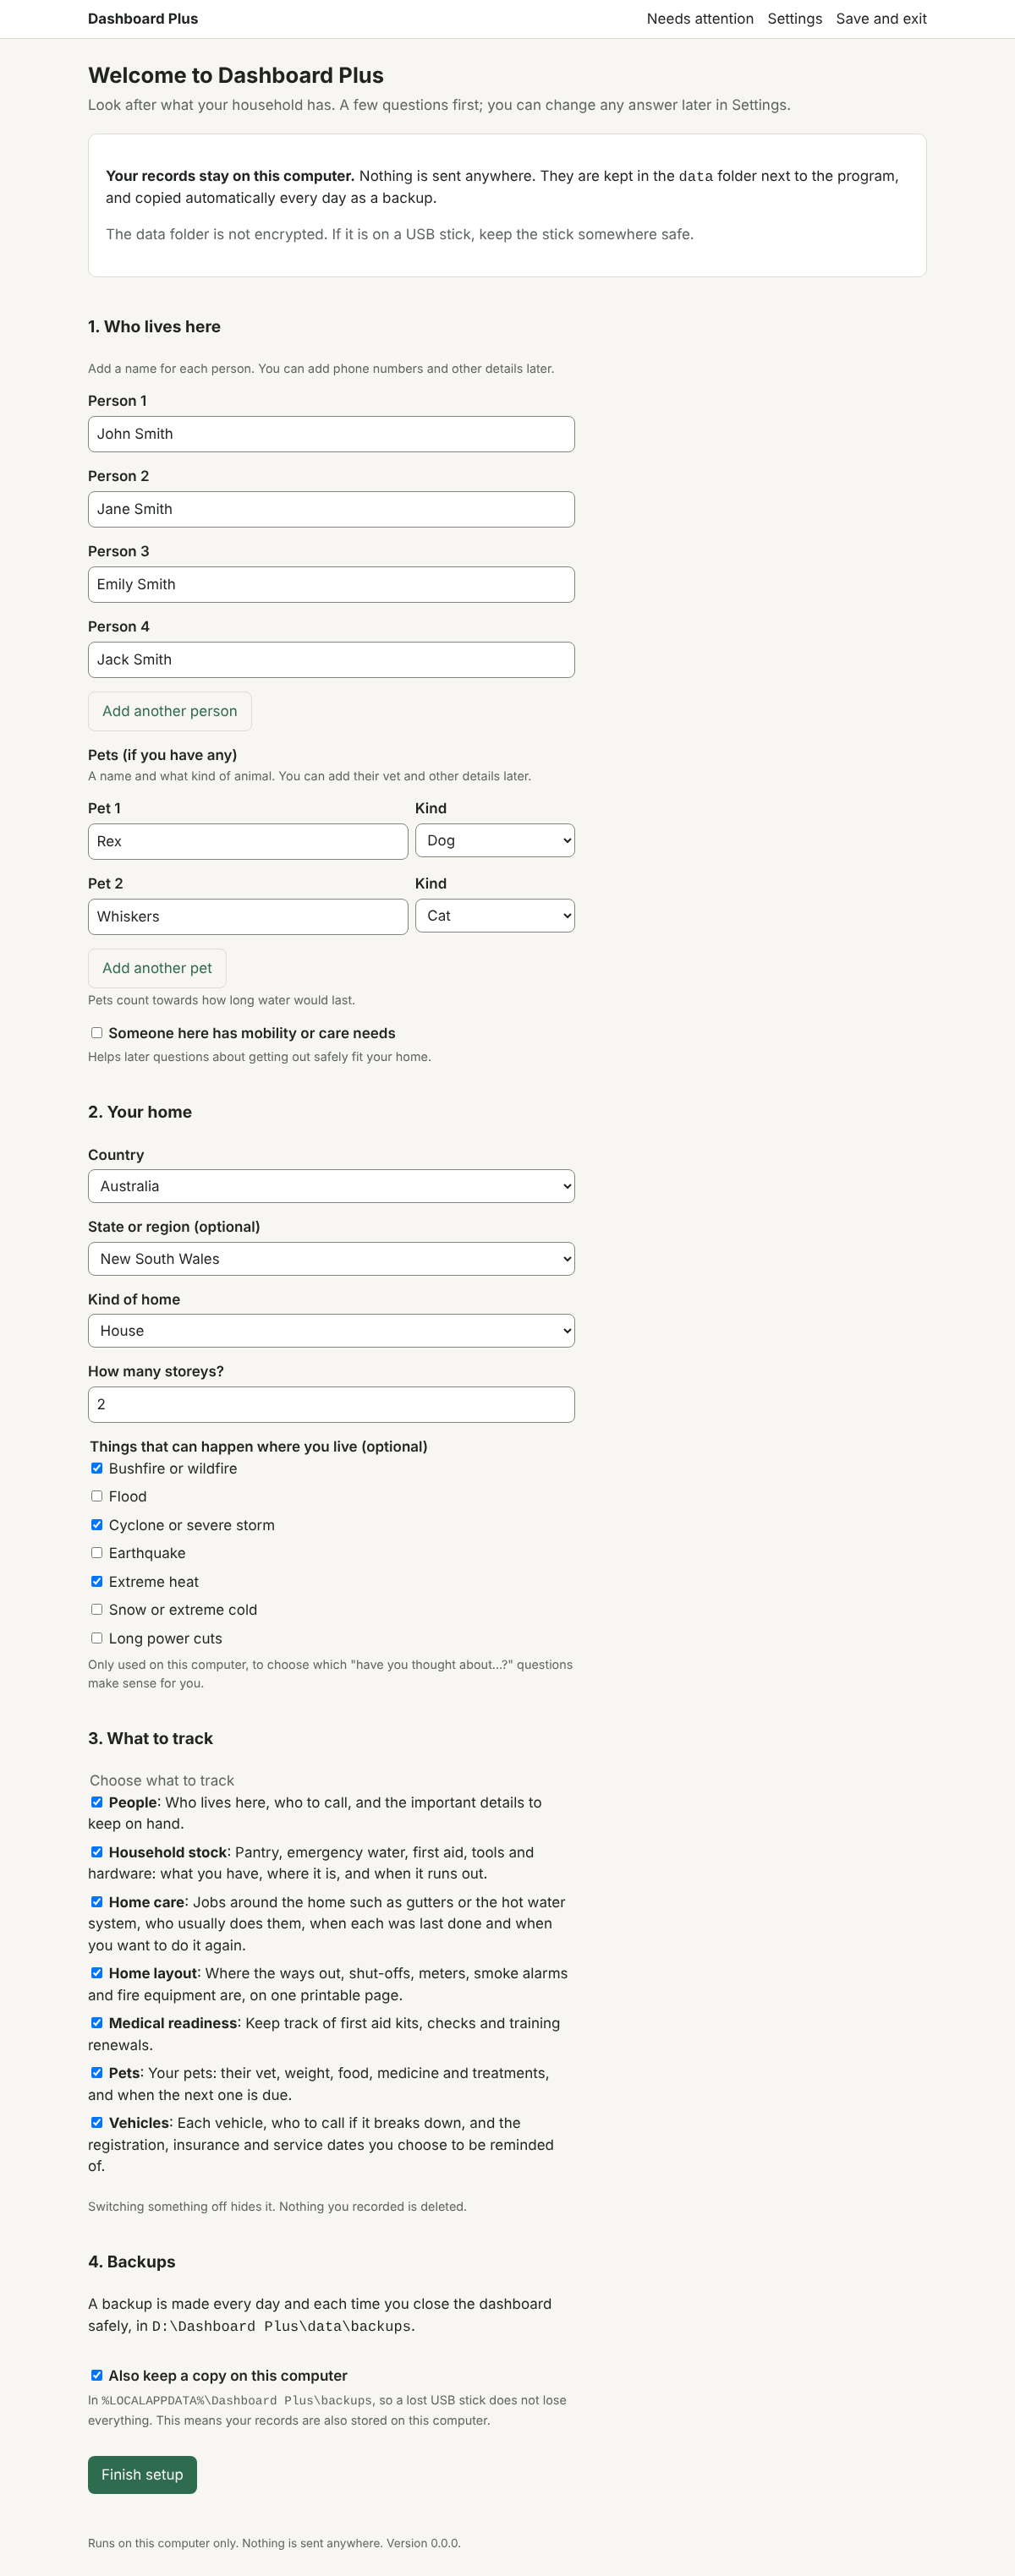 Dashboard Plus
Needs attention Settings Save and exit
Welcome to Dashboard Plus
Look after what your household has. A few questions first; you can change any answer later in Settings.
Your records stay on this computer. Nothing is sent anywhere. They are kept in the data folder next to the program,
and copied automatically every day as a backup.
The data folder is not encrypted. If it is on a USB stick, keep the stick somewhere safe.
1. Who lives here
Add a name for each person. You can add phone numbers and other details later.
Person 1
John Smith
Person 2
Jane Smith
Person 3
Emily Smith
Person 4
Jack Smith
Add another person
Pets (if you have any)
A name and what kind of animal. You can add their vet and other details later.
Pet 1 Kind
Rex Dog
Pet 2 Kind
Whiskers Cat
Add another pet
Pets count towards how long water would last.
Someone here has mobility or care needs
Helps later questions about getting out safely fit your home.
2. Your home
Country
Australia
State or region (optional)
New South Wales
Kind of home
House
How many storeys?
2
Things that can happen where you live (optional)
Bushfire or wildfire
Flood
Cyclone or severe storm
Earthquake
Extreme heat
Snow or extreme cold
Long power cuts
Only used on this computer, to choose which "have you thought about...?" questions
make sense for you.
3. What to track
Choose what to track
People: Who lives here, who to call, and the important details to
keep on hand.
Household stock: Pantry, emergency water, first aid, tools and
hardware: what you have, where it is, and when it runs out.
Home care: Jobs around the home such as gutters or the hot water
system, who usually does them, when each was last done and when
you want to do it again.
Home layout: Where the ways out, shut-offs, meters, smoke alarms
and fire equipment are, on one printable page.
Medical readiness: Keep track of first aid kits, checks and training
renewals.
Pets: Your pets: their vet, weight, food, medicine and treatments,
and when the next one is due.
Vehicles: Each vehicle, who to call if it breaks down, and the
registration, insurance and service dates you choose to be reminded
of.
Switching something off hides it. Nothing you recorded is deleted.
4. Backups
A backup is made every day and each time you close the dashboard
safely, in D:\Dashboard Plus\data\backups.
Also keep a copy on this computer
In %LOCALAPPDATA%\Dashboard Plus\backups, so a lost USB stick does not lose
everything. This means your records are also stored on this computer.
Finish setup
Runs on this computer only. Nothing is sent anywhere. Version 0.0.0.